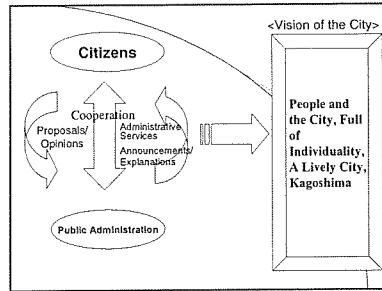 <Vision of the City>
Citizens
Cooperation
Proposals/
Opinions
Administrative
Services
Announcements/
Explanations
Public Administration
People and
the City, Full
of
Individuality,
A Lively City,
Kagoshima